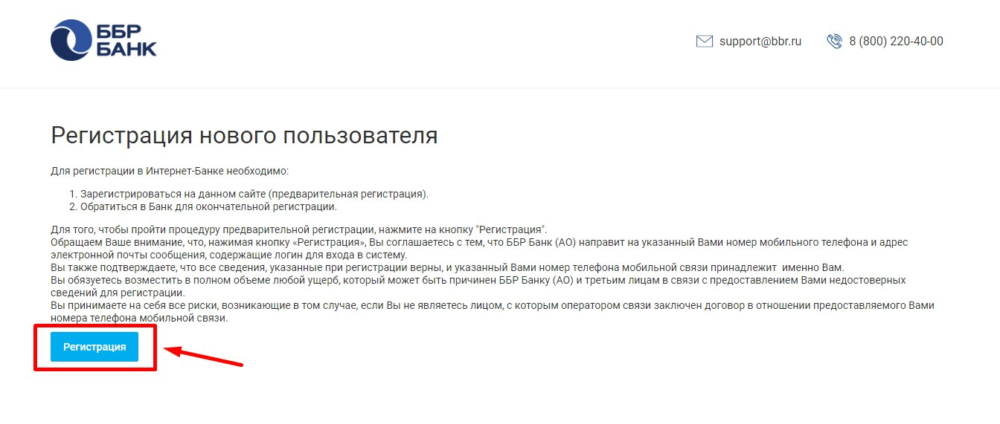 ББР
БАНК
support@bbr.ru
8 (800) 220-40-00
Регистрация нового пользователя
Для регистрации в Интернет-Банке необходимо:
1. Зарегистрироваться на данном сайте (предварительная регистрация).
2. Обратиться в Банк для окончательной регистрации.
Для того, чтобы пройти процедуру предварительной регистрации, нажмите на кнопку "Регистрация".
Обращаем Ваше внимание, что, нажимая кнопку «Регистрация», Вы соглашаетесь с тем, что ББР Банк (АО) направит на указанный Вами номер мобильного телефона и адрес
электронной почты сообщения, содержащие логин для входа в систему.
Вы также подтверждаете, что все сведения, указанные при регистрации верны, и указанный Вами номер телефона мобильной связи принадлежит  именно Вам.
Вы обязуетесь возместить в полном объеме любой ущерб, который может быть причинен ББР Банку (АО) и третьим лицам в связи с предоставлением Вами недостоверных
сведений для регистрации.
Вы принимаете на себя все риски, возникающие в том случае, если Вы не являетесь лицом, с которым оператором связи заключен договор в отношении предоставляемого Вами
номера телефона мобильной связи.
Регистрация